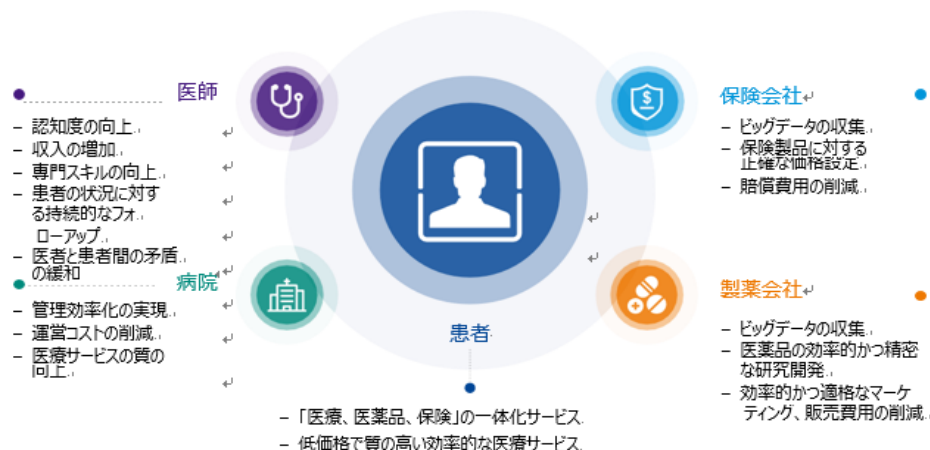 医師
– 認知度の向上
– 収入の増加
– 専門スキルの向上
– 患者の状況に対す
る持続的なフォ
ローアップ
– 医者と患者間の矛盾
の緩和
病院
– 管理効率化の実現
– 運営コストの削減
– 医療サービスの質の
向上
患者
– 「医療、医薬品、保険」の一体化サービス
– 低価格で質の高い効率的な医療サービス
保険会社
– ビッグデータの収集
– 保険製品に対する
正確な価格設定
– 賠償費用の削減
製薬会社
– ビッグデータの収集
– 医薬品の効率的かつ精密
な研究開発
– 効率的かつ適格なマーケ
ティング、販売費用の削減
$